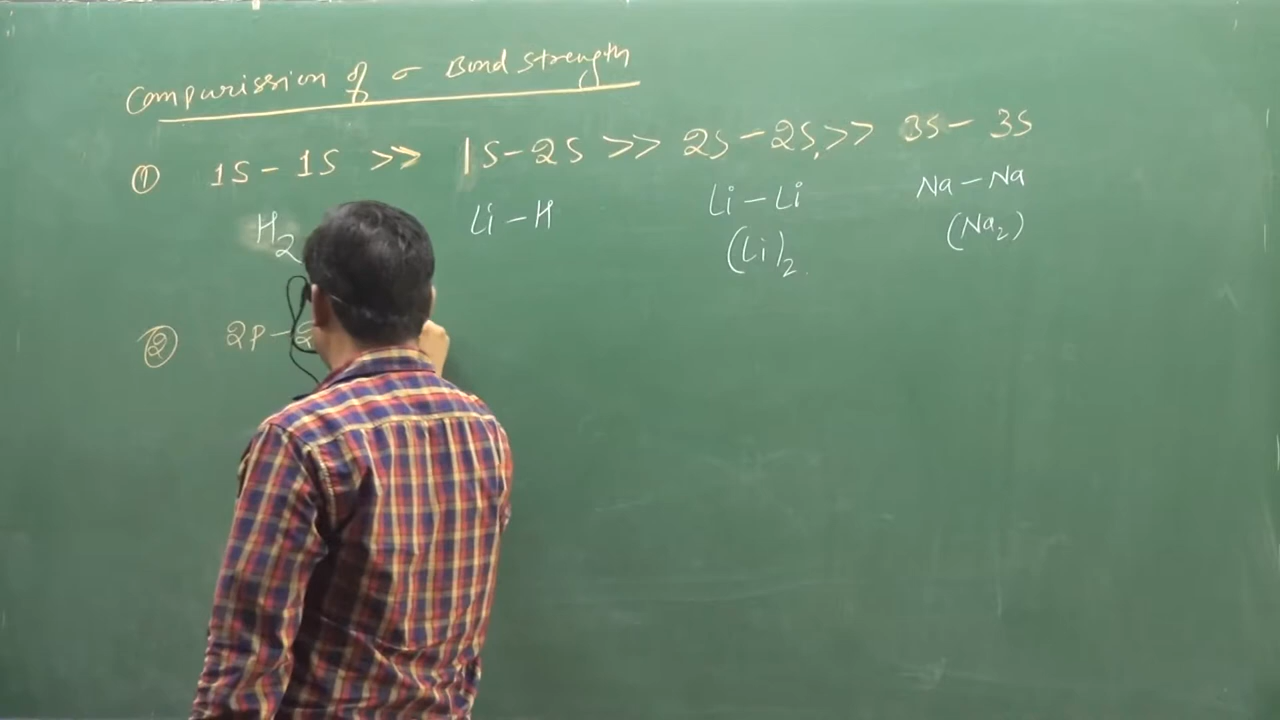 Comparission of σ Bond strength
① 1s - 1s >> 1s - 2s >> 2s - 2s >> 3s - 3s
H₂ Li - H Li - Li Na - Na
(Li)₂ (Na₂)
② 2p - 2